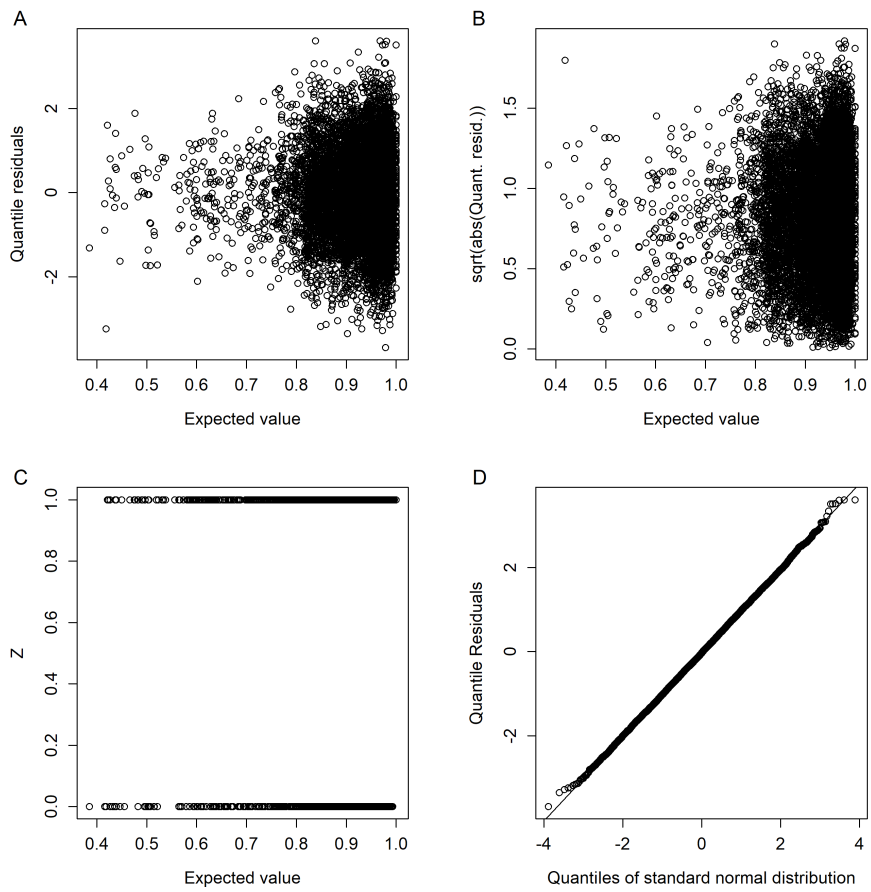 A
Quantile residuals
2
0
-2
0.4 0.5 0.6 0.7 0.8 0.9 1.0
Expected value
B
sqrt(abs(Quant. resid.))
1.5
1.0
0.5
0.0
0.4 0.5 0.6 0.7 0.8 0.9 1.0
Expected value
C
Z
1.0
0.8
0.6
0.4
0.2
0.0
0.4 0.5 0.6 0.7 0.8 0.9 1.0
Expected value
D
Quantile Residuals
2
0
-2
-4 -2 0 2 4
Quantiles of standard normal distribution